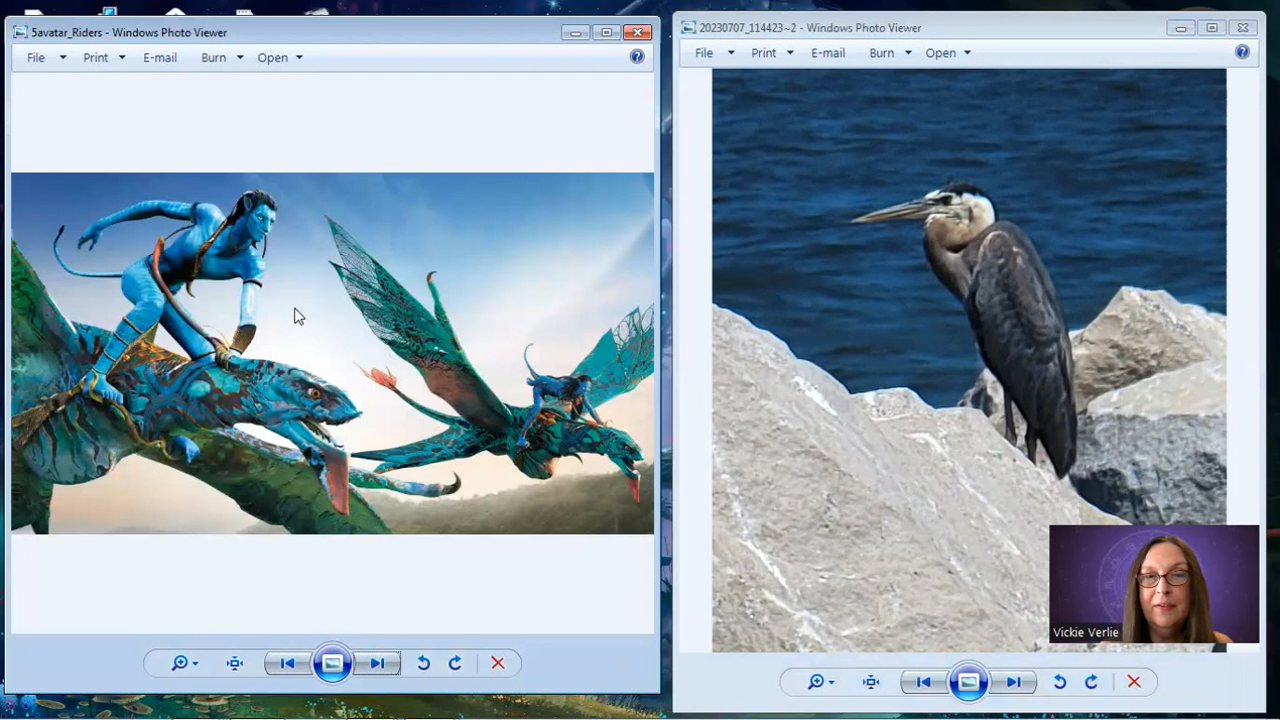 5avatar_Riders - Windows Photo Viewer
File Print E-mail Burn Open
20230707_114423~2 - Windows Photo Viewer
File Print E-mail Burn Open
Vickie Verlie